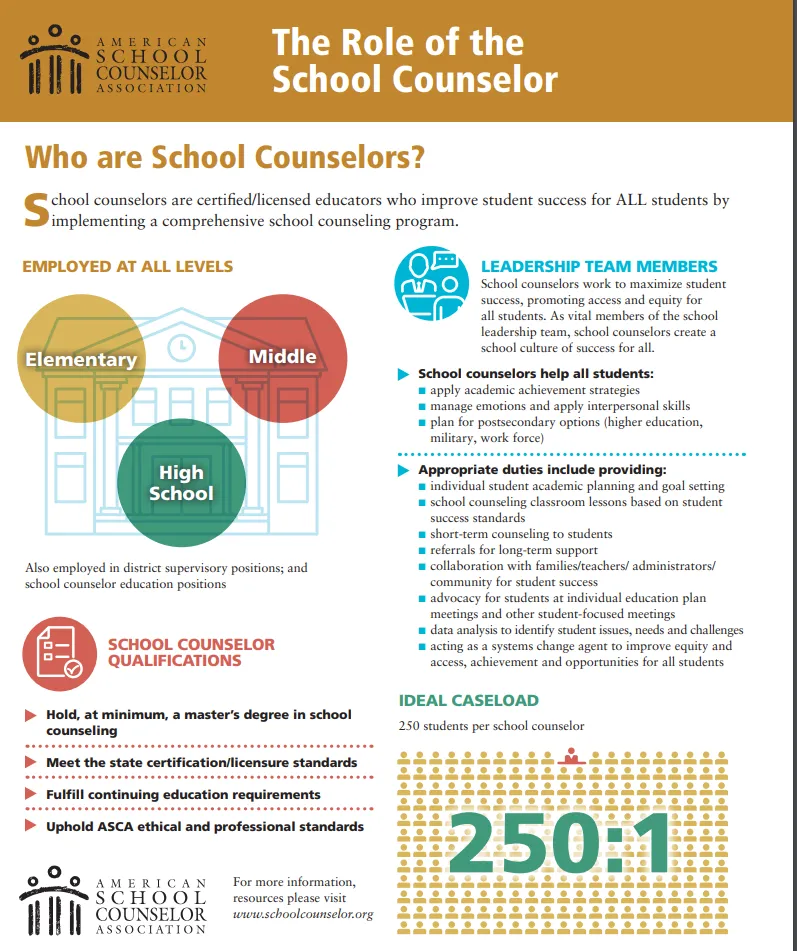 AMERICAN
SCHOOL
COUNSELOR
ASSOCIATION
The Role of the
School Counselor
Who are School Counselors?
School counselors are certified/licensed educators who improve student success for ALL students by
implementing a comprehensive school counseling program.
EMPLOYED AT ALL LEVELS
Elementary
Middle
High
School
Also employed in district supervisory positions; and
school counselor education positions
SCHOOL COUNSELOR
QUALIFICATIONS
Hold, at minimum, a master's degree in school
counseling
Meet the state certification/licensure standards
Fulfill continuing education requirements
Uphold ASCA ethical and professional standards
LEADERSHIP TEAM MEMBERS
School counselors work to maximize student
success, promoting access and equity for
all students. As vital members of the school
leadership team, school counselors create a
school culture of success for all.
School counselors help all students:
apply academic achievement strategies
manage emotions and apply interpersonal skills
plan for postsecondary options (higher education,
military, work force)
Appropriate duties include providing:
individual student academic planning and goal setting
school counseling classroom lessons based on student
success standards
short-term counseling to students
referrals for long-term support
collaboration with families/teachers/ administrators/
community for student success
advocacy for students at individual education plan
meetings and other student-focused meetings
data analysis to identify student issues, needs and challenges
acting as a systems change agent to improve equity and
access, achievement and opportunities for all students
IDEAL CASELOAD
250 students per school counselor
250:1
AMERICAN
SCHOOL
COUNSELOR
ASSOCIATION
For more information,
resources please visit
www.schoolcounselor.org